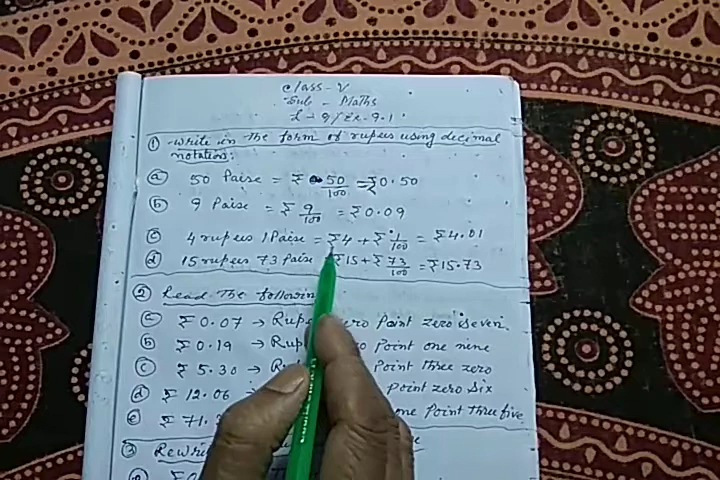 Class - V
Sub - Maths
L - 9 / Ex. 9.1
① Write in the form of rupees using decimal
notation:
ⓐ 50 Paise = ₹ 50/100 = ₹0.50
ⓑ 9 Paise = ₹ 9/100 = ₹0.09
ⓒ 4 rupees 1 Paise = ₹4 + ₹ 1/100 = ₹4.01
ⓓ 15 rupees 73 Paise = ₹15 + ₹ 73/100 = ₹15.73
② Read The following
₹0.07 → Rupees zero Point zero seven.
ⓑ ₹0.19 → zero Point one nine
ⓒ ₹5.30 → Point three zero
ⓓ ₹12.06 Point zero six
ⓔ ₹71. one Point three five
③